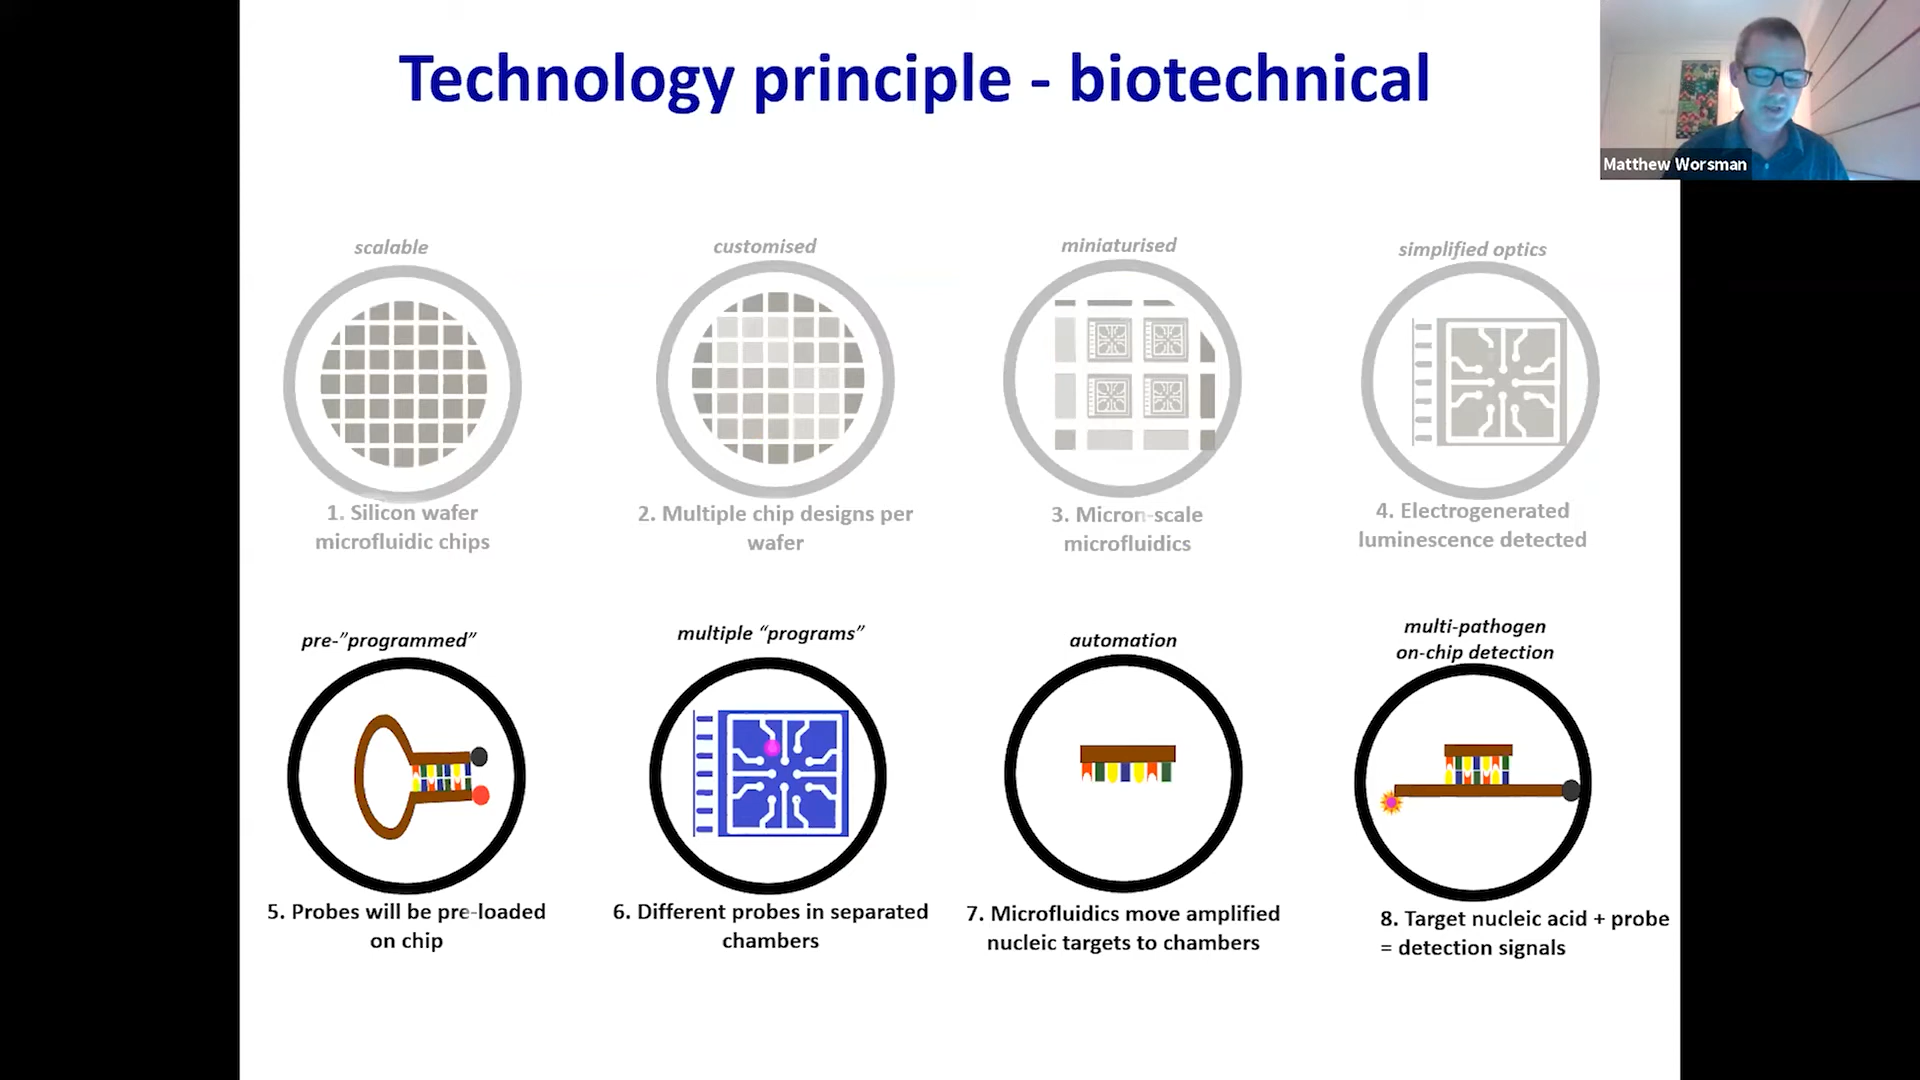 Technology principle - biotechnical
Matthew Worsman
scalable
customised
miniaturised
simplified optics
1. Silicon wafer
microfluidic chips
2. Multiple chip designs per
wafer
3. Micron-scale
microfluidics
4. Electrogenerated
luminescence detected
pre-”programmed”
multiple “programs”
automation
multi-pathogen
on-chip detection
5. Probes will be pre-loaded
on chip
6. Different probes in separated
chambers
7. Microfluidics move amplified
nucleic targets to chambers
8. Target nucleic acid + probe
= detection signals